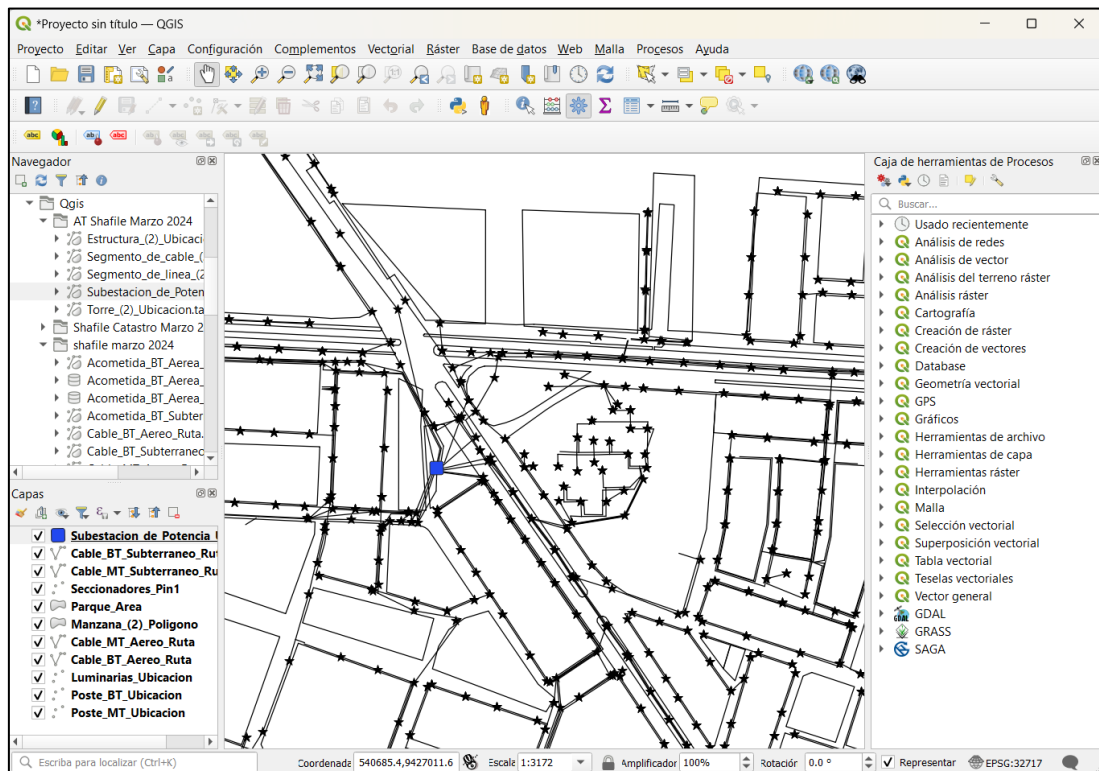 *Proyecto sin título — QGIS
Proyecto Editar Ver Capa Configuración Complementos Vectorial Ráster Base de datos Web Malla Procesos Ayuda
abc abc ab abc
Navegador
Qgis
AT Shafile Marzo 2024
Estructura_(2)_Ubicaci
Segmento_de_cable_(
Segmento_de_linea_(2
Subestacion_de_Poten
Torre_(2)_Ubicacion.ta
Shafile Catastro Marzo 2
shafile marzo 2024
Acometida_BT_Aerea_
Acometida_BT_Aerea_
Acometida_BT_Aerea_
Acometida_BT_Subter
Cable_BT_Aereo_Ruta.
Cable_BT_Subterraneo
Capas
Subestacion_de_Potencia_U
Cable_BT_Subterraneo_Rut
Cable_MT_Subterraneo_Ru
Seccionadores_Pin1
Parque_Area
Manzana_(2)_Poligono
Cable_MT_Aereo_Ruta
Cable_BT_Aereo_Ruta
Luminarias_Ubicacion
Poste_BT_Ubicacion
Poste_MT_Ubicacion
Caja de herramientas de Procesos
Buscar...
Usado recientemente
Análisis de redes
Análisis de vector
Análisis del terreno ráster
Análisis ráster
Cartografía
Creación de ráster
Creación de vectores
Database
Geometría vectorial
GPS
Gráficos
Herramientas de archivo
Herramientas de capa
Herramientas ráster
Interpolación
Malla
Selección vectorial
Superposición vectorial
Tabla vectorial
Teselas vectoriales
Vector general
GDAL
GRASS
SAGA
Escriba para localizar (Ctrl+K) Coordenada 540685.4,9427011.6 Escala 1:3172 Amplificador 100% Rotación 0.0 ° Representar EPSG:32717